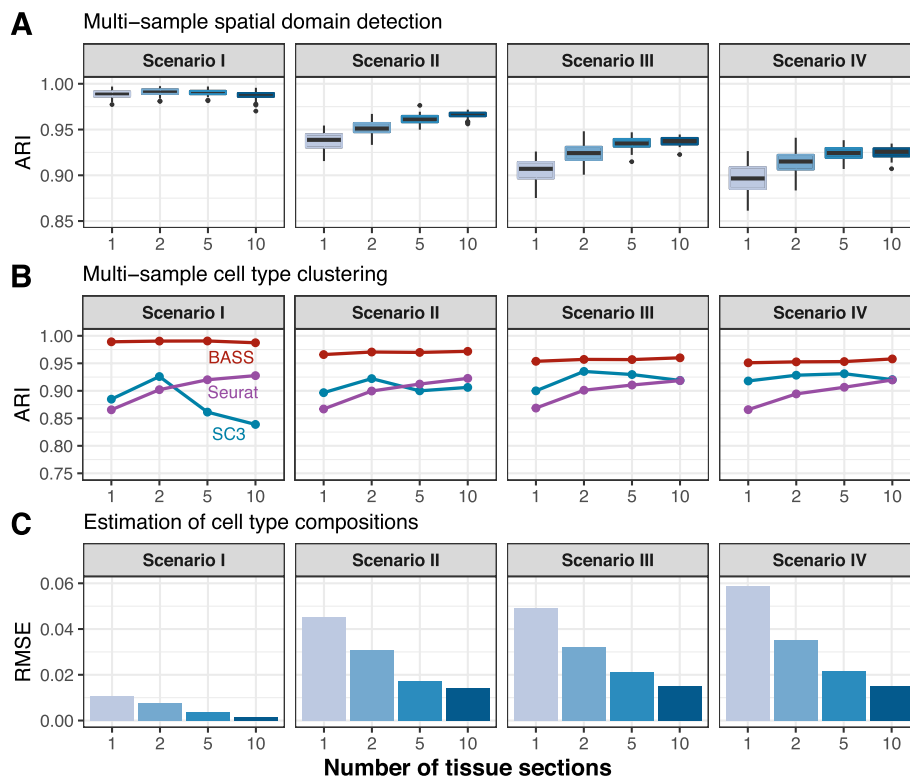 A Multi-sample spatial domain detection
Scenario I Scenario II Scenario III Scenario IV
1.00
0.95
0.90
0.85
ARI
1 2 5 10 1 2 5 10 1 2 5 10 1 2 5 10
B Multi-sample cell type clustering
Scenario I Scenario II Scenario III Scenario IV
1.00
0.95
0.90
0.85
0.80
0.75
ARI
BASS
Seurat
SC3
1 2 5 10 1 2 5 10 1 2 5 10 1 2 5 10
C Estimation of cell type compositions
Scenario I Scenario II Scenario III Scenario IV
0.06
0.04
0.02
0.00
RMSE
1 2 5 10 1 2 5 10 1 2 5 10 1 2 5 10
Number of tissue sections